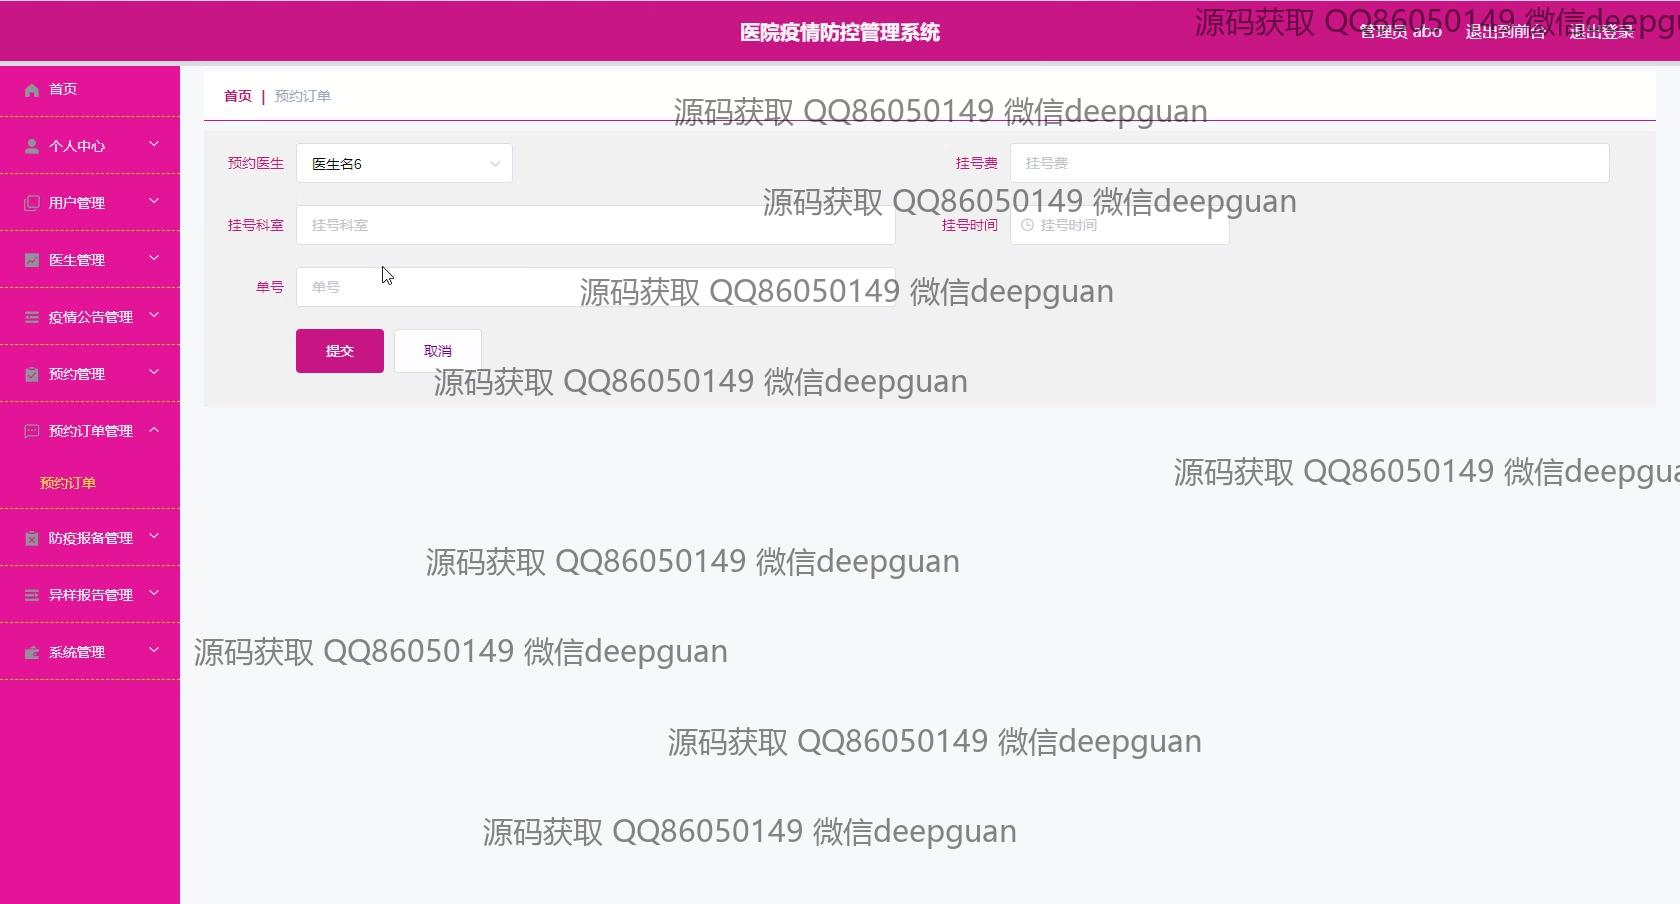 医院疫情防控管理系统
管理员 abo 退出到前台 退出登录
源码获取 QQ86050149 微信deepgu
首页
个人中心
用户管理
医生管理
疫情公告管理
预约管理
预约订单管理
预约订单
防疫报备管理
异样报告管理
系统管理
首页 | 预约订单
源码获取 QQ86050149 微信deepguan
预约医生 医生名6 挂号费 挂号费
源码获取 QQ86050149 微信deepguan
挂号科室 挂号科室 挂号时间 挂号时间
单号 单号
源码获取 QQ86050149 微信deepguan
提交 取消
源码获取 QQ86050149 微信deepguan
源码获取 QQ86050149 微信deepgua
源码获取 QQ86050149 微信deepguan
源码获取 QQ86050149 微信deepguan
源码获取 QQ86050149 微信deepguan
源码获取 QQ86050149 微信deepguan